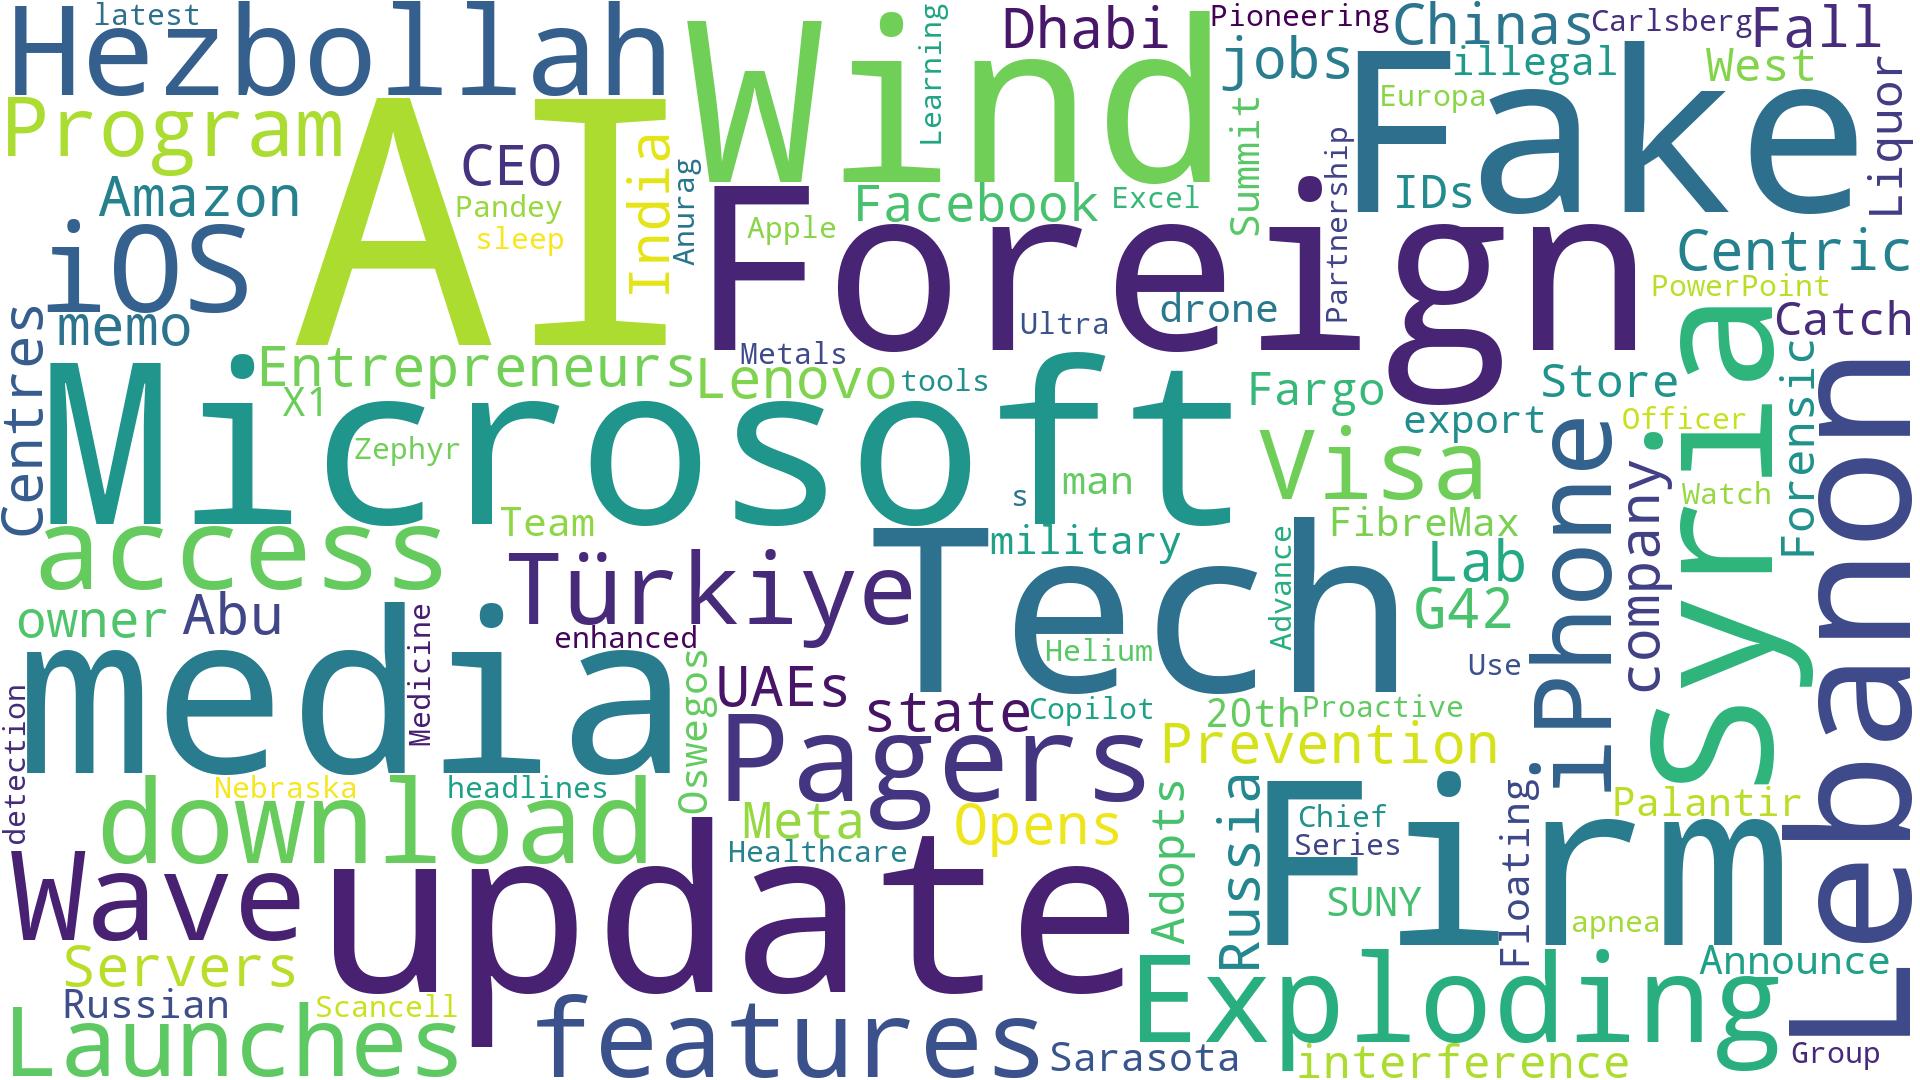 latest
Hezbollah
Wind
Learning
Dhabi
Pioneering
Chinas
Carlsberg
Fall
jobs
illegal
West
Fake
Europa
Liquor
Program
AI
CEO
India
Anurag
Summit
Partnership
Amazon
Pandey
sleep
Apple
Facebook
Excel
IDs
iOS
Foreign
Centric
memo
Ultra
drone
PowerPoint
Catch
Centres
Entrepreneurs
Metals
Lenovo
tools
X1
Fargo
Store
Syria
Forensic
Lebanon
Microsoft
Zephyr
export
Officer
iPhone
company
Visa
Watch
s
man
access
Team
Türkiye
Tech
military
FibreMax
Advance
Lab
owner
Abu
Medicine
enhanced
Helium
G42
Use
media
Oswegos
UAEs
state
Copilot
20th
Proactive
detection
Pagers
Prevention
Nebraska
headlines
download
Meta
Opens
Healthcare
Adopts
Russia
Firm
Chief
Series
Floating
Palantir
Wave
update
SUNY
apnea
Servers
Exploding
Announce
Russian
Scancell
Launches
features
Sarasota
interference
Group